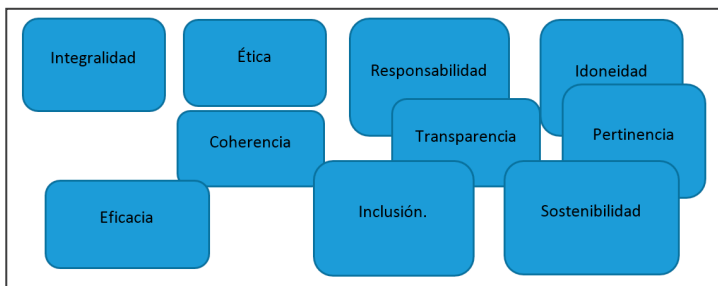 Integralidad
Ética
Responsabilidad
Idoneidad
Coherencia
Transparencia
Pertinencia
Eficacia
Inclusión.
Sostenibilidad